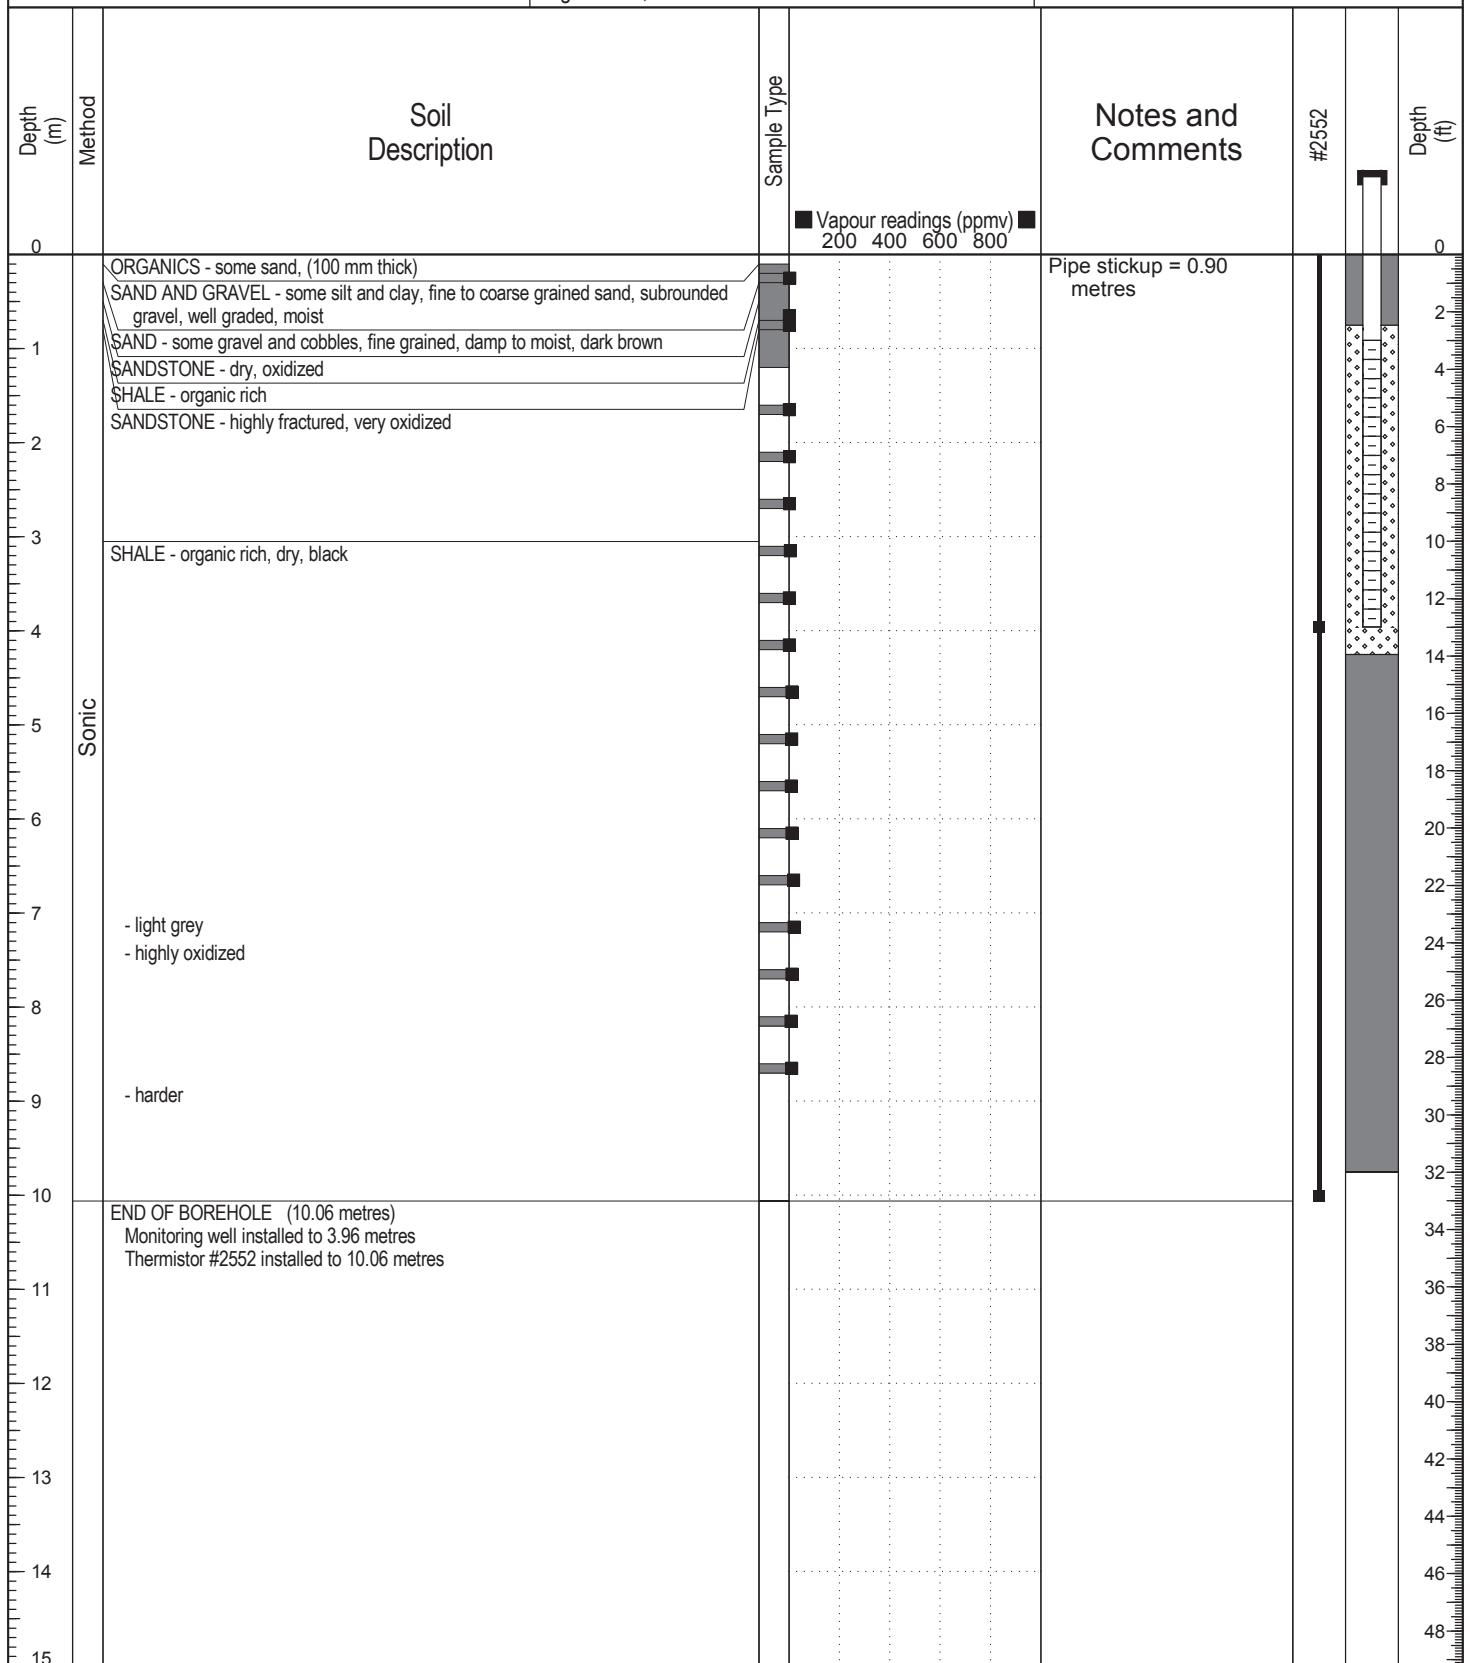 Depth
(m)
Method
Soil
Description
Sample Type
■ Vapour readings (ppmv) ■
200 400 600 800
Notes and
Comments
#2552
Depth
(ft)
0
0
ORGANICS - some sand, (100 mm thick)
SAND AND GRAVEL - some silt and clay, fine to coarse grained sand, subrounded
gravel, well graded, moist
SAND - some gravel and cobbles, fine grained, damp to moist, dark brown
SANDSTONE - dry, oxidized
SHALE - organic rich
SANDSTONE - highly fractured, very oxidized
SHALE - organic rich, dry, black
- light grey
- highly oxidized
- harder
END OF BOREHOLE (10.06 metres)
Monitoring well installed to 3.96 metres
Thermistor #2552 installed to 10.06 metres
Sonic
Pipe stickup = 0.90
metres
1
2
3
4
5
6
7
8
9
10
11
12
13
14
15
2
4
6
8
10
12
14
16
18
20
22
24
26
28
30
32
34
36
38
40
42
44
46
48